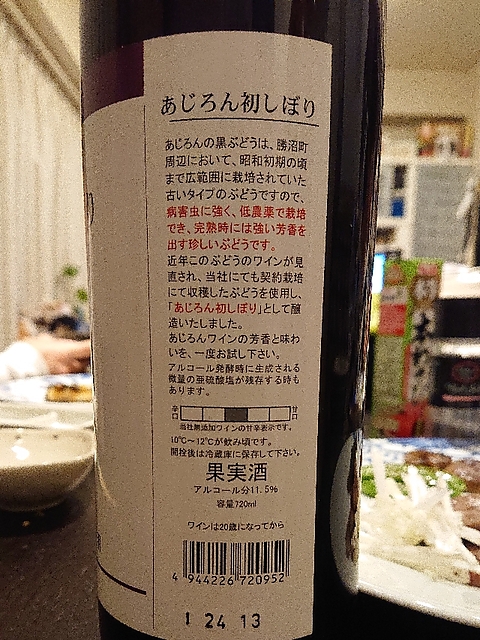 あじろん初しぼり
あじろんの黒ぶどうは、勝沼町
周辺において、昭和初期の頃
まで広範囲に栽培されていた
古いタイプのぶどうですので、
病害虫に強く、低農薬で栽培
でき、完熟時には強い芳香を
出す珍しいぶどうです。
近年このぶどうのワインが見
直され、当社にても契約栽培
にて収穫したぶどうを使用し、
「あじろん初しぼり」として醸
造いたしました。
あじろんワインの芳香と味わ
いを、一度お試し下さい。
アルコール発酵時に生成される
微量の亜硫酸塩が残存する時も
あります。
辛口 甘口
当社無添加ワインの甘辛表示です。
10℃〜12℃が飲み頃です。
開栓後は冷蔵庫に保存して下さい。
果実酒
アルコール分11.5%
容量720ml
ワインは20歳になってから
4 944226 720952
1 24 13